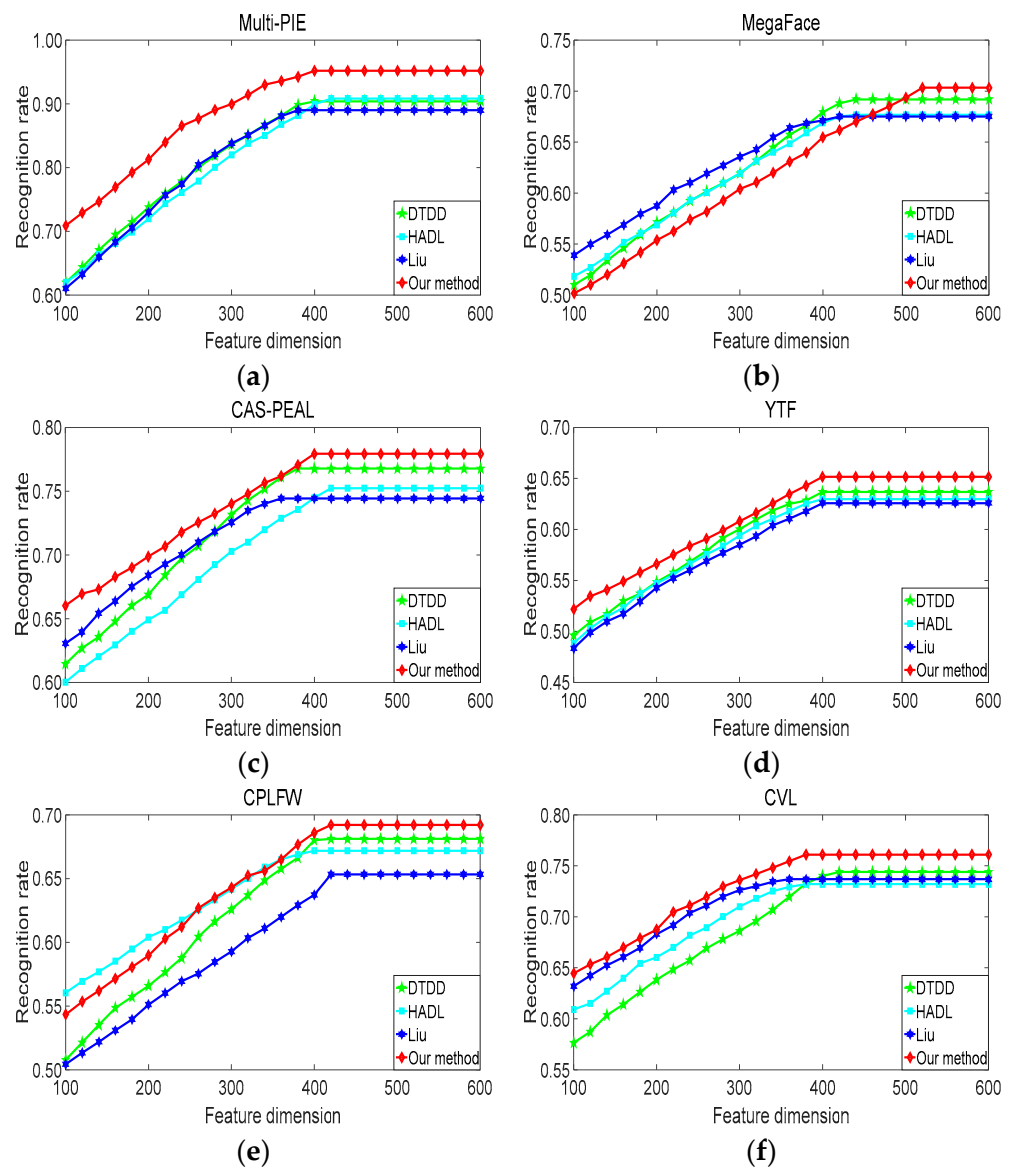 Multi-PIE
1.00
0.90
0.80
0.70
0.60
Recognition rate
DTDD
HADL
Liu
Our method
100 200 300 400 500 600
Feature dimension
(a)
MegaFace
0.75
0.70
0.65
0.60
0.55
0.50
Recognition rate
DTDD
HADL
Liu
Our method
100 200 300 400 500 600
Feature dimension
(b)
CAS-PEAL
0.80
0.75
0.70
0.65
0.60
Recognition rate
DTDD
HADL
Liu
Our method
100 200 300 400 500 600
Feature dimension
(c)
YTF
0.70
0.65
0.60
0.55
0.50
0.45
Recognition rate
DTDD
HADL
Liu
Our method
100 200 300 400 500 600
Feature dimension
(d)
CPLFW
0.70
0.65
0.60
0.55
0.50
Recognition rate
DTDD
HADL
Liu
Our method
100 200 300 400 500 600
Feature dimension
(e)
CVL
0.80
0.75
0.70
0.65
0.60
0.55
Recognition rate
DTDD
HADL
Liu
Our method
100 200 300 400 500 600
Feature dimension
(f)